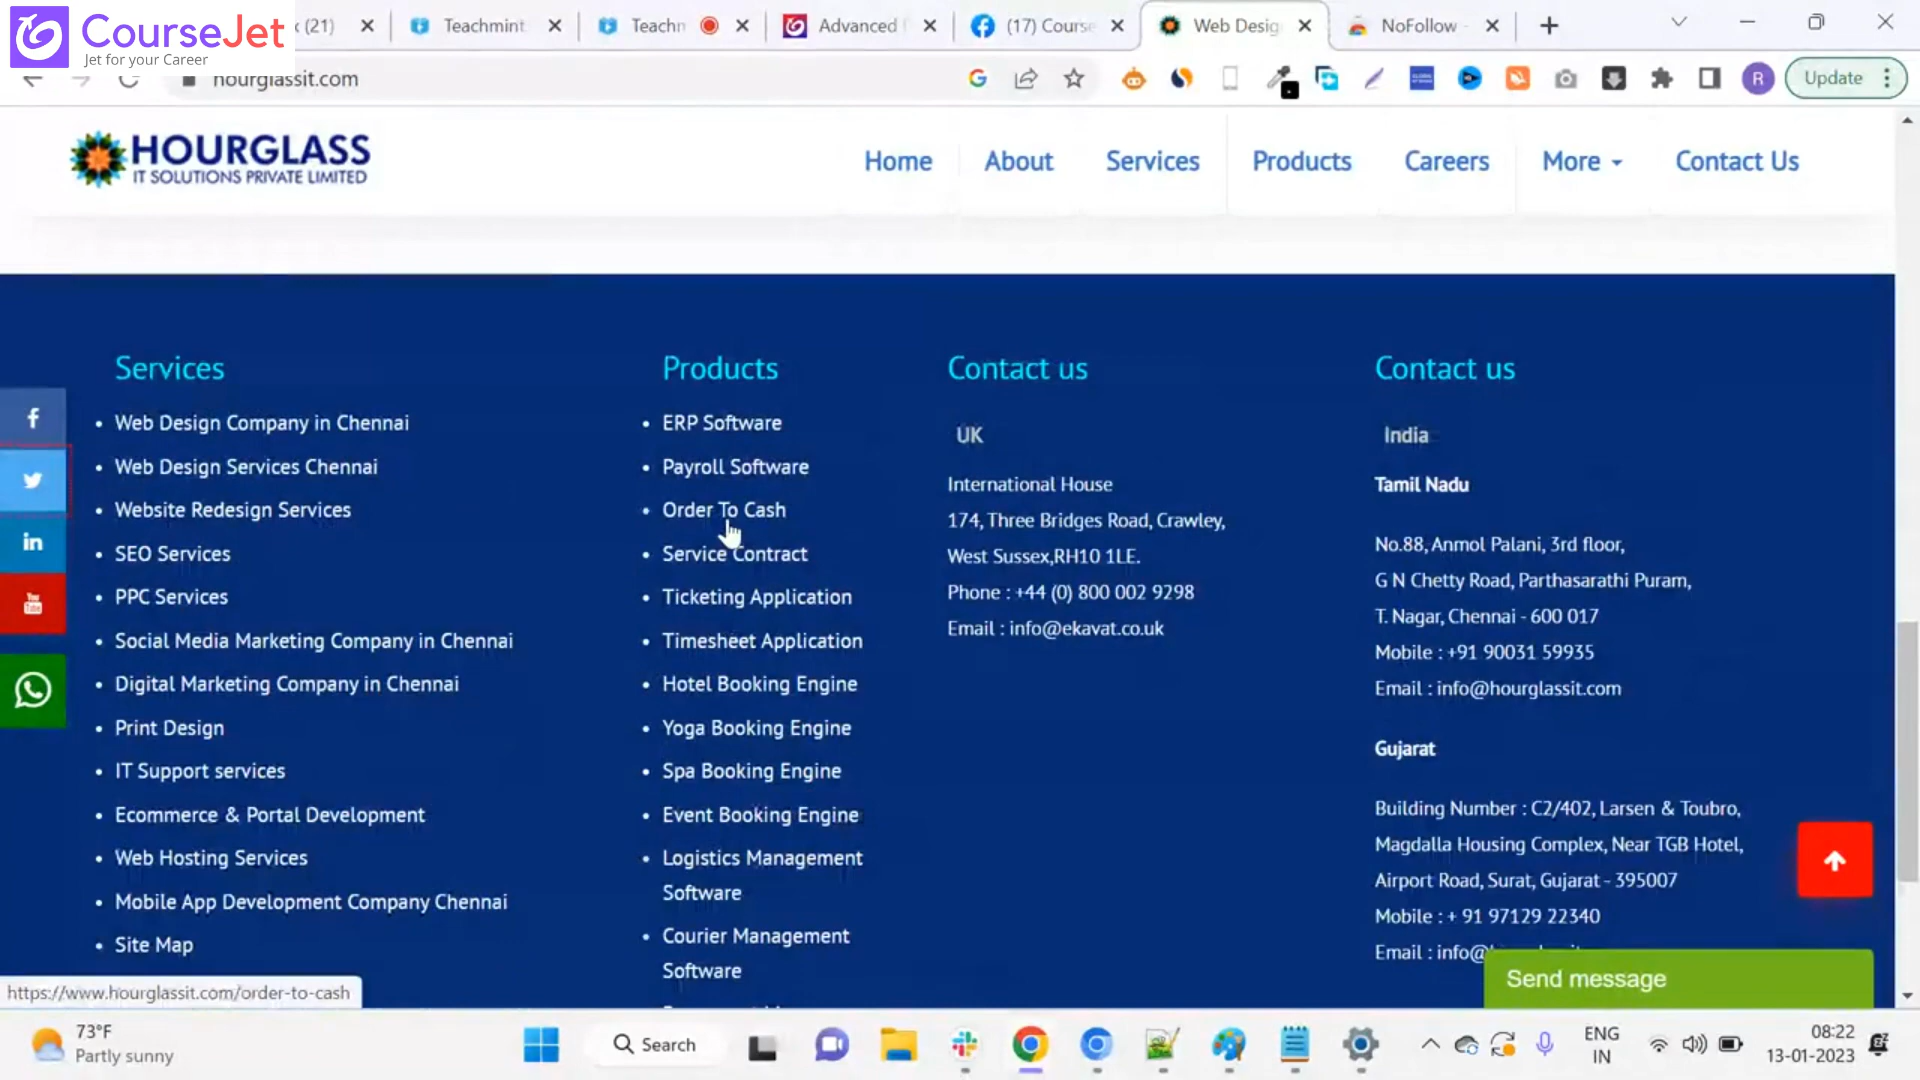 CourseJet
Jet for your Career
(21)
Teachmint
Teachn
Advanced
(17) Course
Web Desig
NoFollow -
hourglassit.com
R
Update
HOURGLASS
IT SOLUTIONS PRIVATE LIMITED
Home
About
Services
Products
Careers
More
Contact Us
Services
• Web Design Company in Chennai
• Web Design Services Chennai
• Website Redesign Services
• SEO Services
• PPC Services
• Social Media Marketing Company in Chennai
• Digital Marketing Company in Chennai
• Print Design
• IT Support services
• Ecommerce & Portal Development
• Web Hosting Services
• Mobile App Development Company Chennai
• Site Map
Products
• ERP Software
• Payroll Software
• Order To Cash
• Service Contract
• Ticketing Application
• Timesheet Application
• Hotel Booking Engine
• Yoga Booking Engine
• Spa Booking Engine
• Event Booking Engine
• Logistics Management
Software
• Courier Management
Software
Contact us
UK
International House
174, Three Bridges Road, Crawley,
West Sussex,RH10 1LE.
Phone : +44 (0) 800 002 9298
Email : info@ekavat.co.uk
Contact us
India
Tamil Nadu
No.88, Anmol Palani, 3rd floor,
G N Chetty Road, Parthasarathi Puram,
T. Nagar, Chennai - 600 017
Mobile : +91 90031 59935
Email : info@hourglassit.com
Gujarat
Building Number : C2/402, Larsen & Toubro,
Magdalla Housing Complex, Near TGB Hotel,
Airport Road, Surat, Gujarat - 395007
Mobile : + 91 97129 22340
Email : info@
Send message
https://www.hourglassit.com/order-to-cash
73°F
Partly sunny
Search
ENG
IN
08:22
13-01-2023